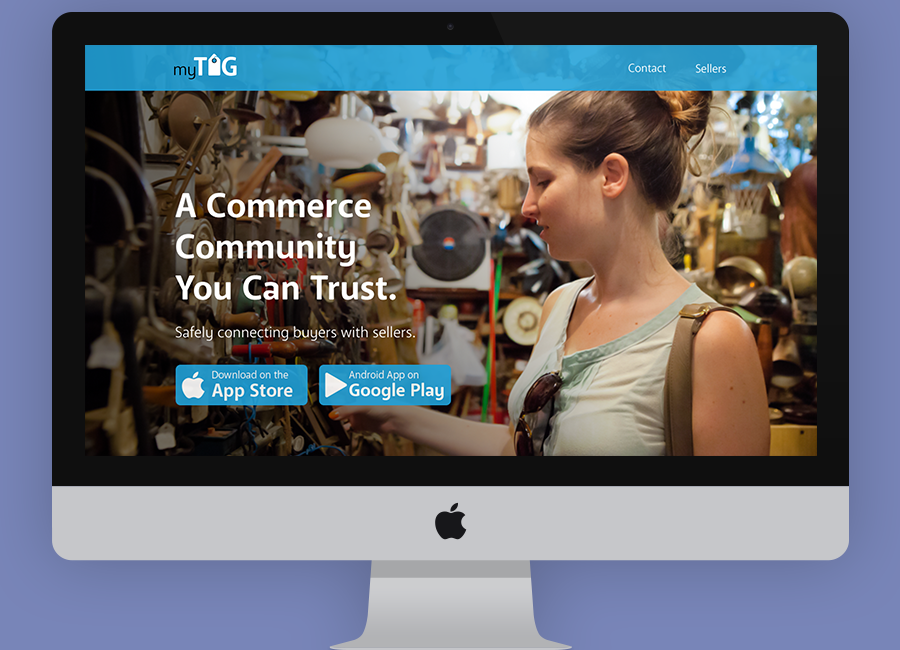 myTAG
Contact
Sellers
A Commerce
Community
You Can Trust.
Safely connecting buyers with sellers.
Download on the
App Store
Android App on
Google Play